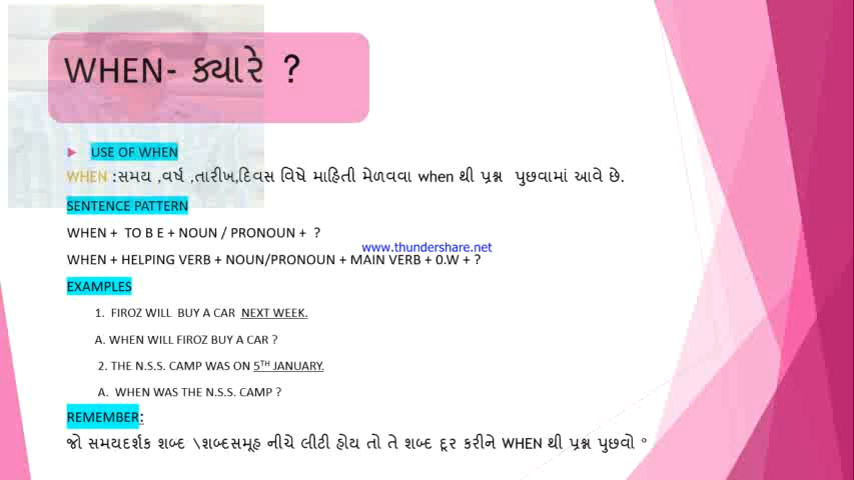 WHEN- ક્યારે ?
USE OF WHEN
WHEN :સમય ,વર્ષ ,તારીખ,દિવસ વિષે માહિતી મેળવવા when થી પ્રશ્ન પુછવામાં આવે છે.
SENTENCE PATTERN
WHEN + TO B E + NOUN / PRONOUN + ?
www.thundershare.net
WHEN + HELPING VERB + NOUN/PRONOUN + MAIN VERB + 0.W + ?
EXAMPLES
1. FIROZ WILL BUY A CAR NEXT WEEK.
A. WHEN WILL FIROZ BUY A CAR ?
2. THE N.S.S. CAMP WAS ON 5TH JANUARY.
A. WHEN WAS THE N.S.S. CAMP ?
REMEMBER:
જો સમયદર્શક શબ્દ \શબ્દસમૂહ નીચે લીટી હોય તો તે શબ્દ દૂર કરીને WHEN થી પ્રશ્ન પુછવો °